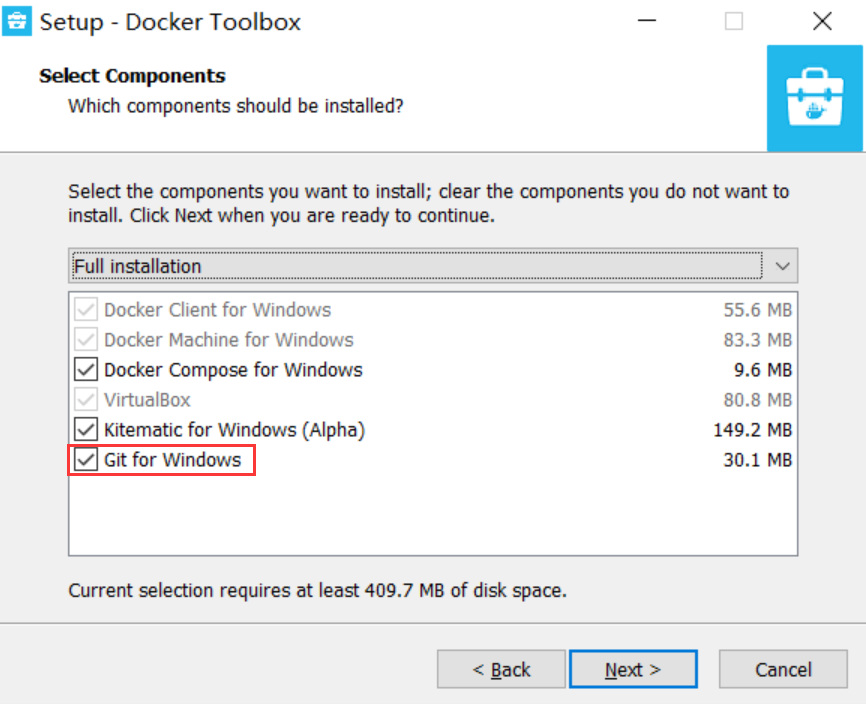 Setup - Docker Toolbox
Select Components
Which components should be installed?
Select the components you want to install; clear the components you do not want to
install. Click Next when you are ready to continue.
Full installation
Docker Client for Windows 55.6 MB
Docker Machine for Windows 83.3 MB
Docker Compose for Windows 9.6 MB
VirtualBox 80.8 MB
Kitematic for Windows (Alpha) 149.2 MB
Git for Windows 30.1 MB
Current selection requires at least 409.7 MB of disk space.
< Back Next > Cancel